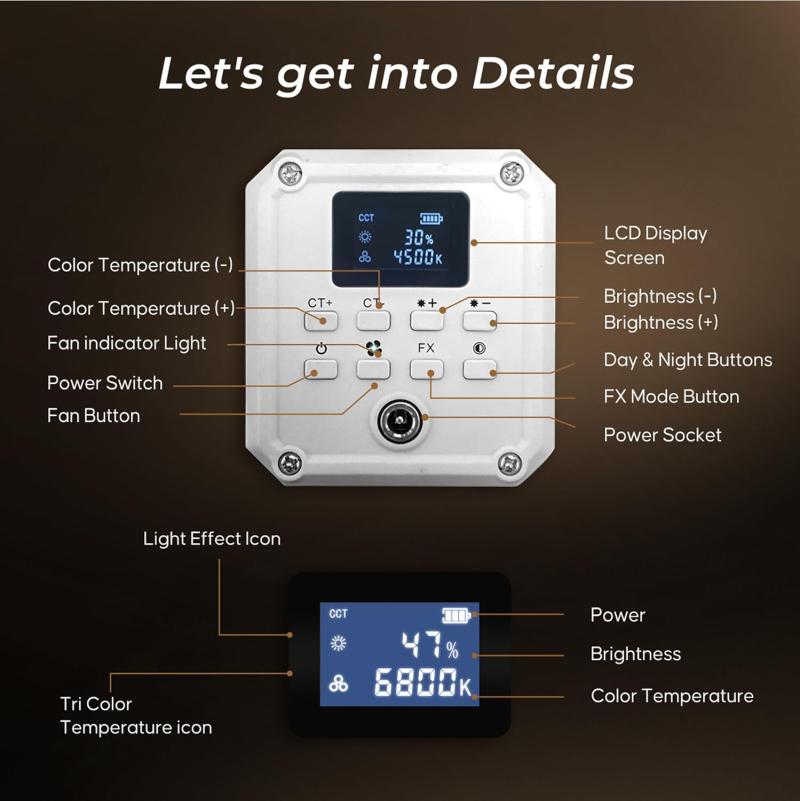 Let's get into Details
CCT
30%
4500K
LCD Display
Screen
Color Temperature (-)
Color Temperature (+)
Fan indicator Light
Power Switch
Fan Button
CT+
CT-
+
−
FX
Brightness (-)
Brightness (+)
Day & Night Buttons
FX Mode Button
Power Socket
Light Effect Icon
Tri Color
Temperature icon
CCT
47%
6800K
Power
Brightness
Color Temperature